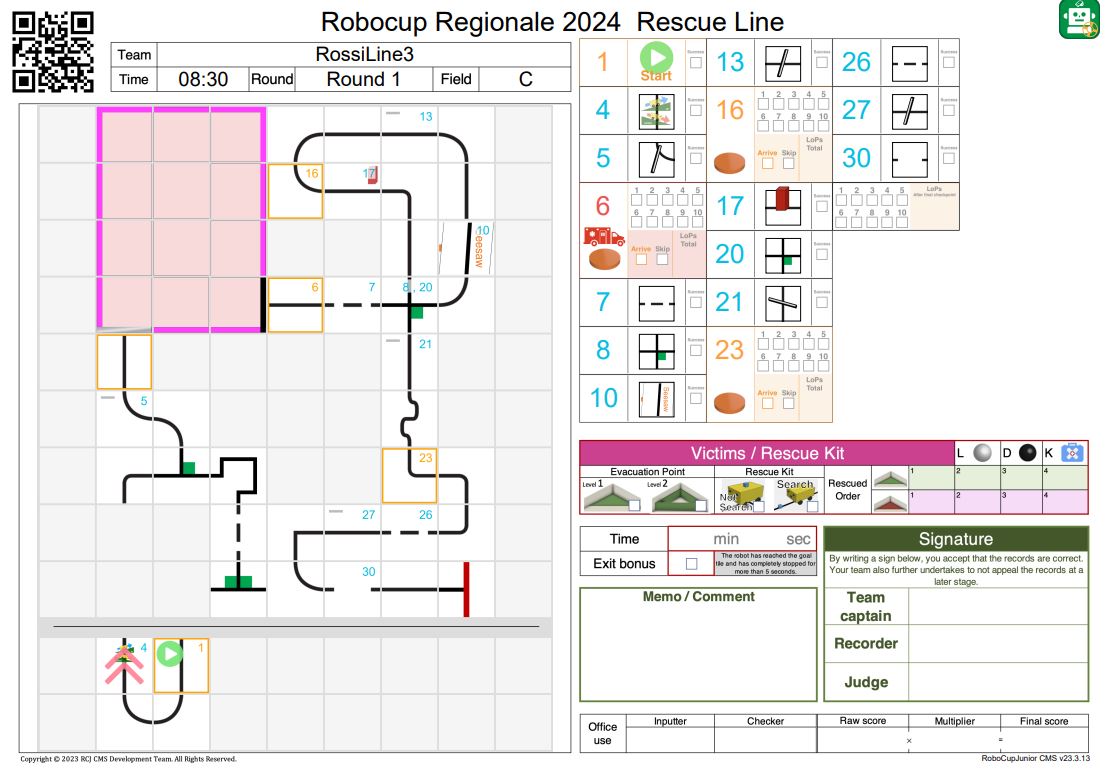 Robocup Regionale 2024 Rescue Line
Team RossiLine3
Time 08:30 Round Round 1 Field C
13
16 17
10
Seesaw
6 7 8 , 20
21
5
23
27 26
30
4 1
1 Start Success
4 Success
5 Success
6 1 2 3 4 5
6 7 8 9 10
Arrive Skip LoPs Total
7 Success
8 Success
10 Seesaw Success
13 Success
16 1 2 3 4 5
6 7 8 9 10
Arrive Skip LoPs Total
17 Success
20 Success
21 Success
23 1 2 3 4 5
6 7 8 9 10
Arrive Skip LoPs Total
26 Success
27 Success
30 Success
1 2 3 4 5
6 7 8 9 10
LoPs
After final checkpoint
Victims / Rescue Kit L D K
Evacuation Point Rescue Kit
Level 1 Level 2 Not Search Search
Rescued Order
1 2 3 4
1 2 3 4
Time min sec
Exit bonus The robot has reached the goal tile and has completely stopped for more than 5 seconds.
Memo / Comment
Signature
By writing a sign below, you accept that the records are correct.
Your team also further undertakes to not appeal the records at a
later stage.
Team captain
Recorder
Judge
Office use Inputter Checker Raw score Multiplier Final score
× =
Copyright © 2023 RCJ CMS Development Team. All Rights Reserved.
RoboCupJunior CMS v23.3.13